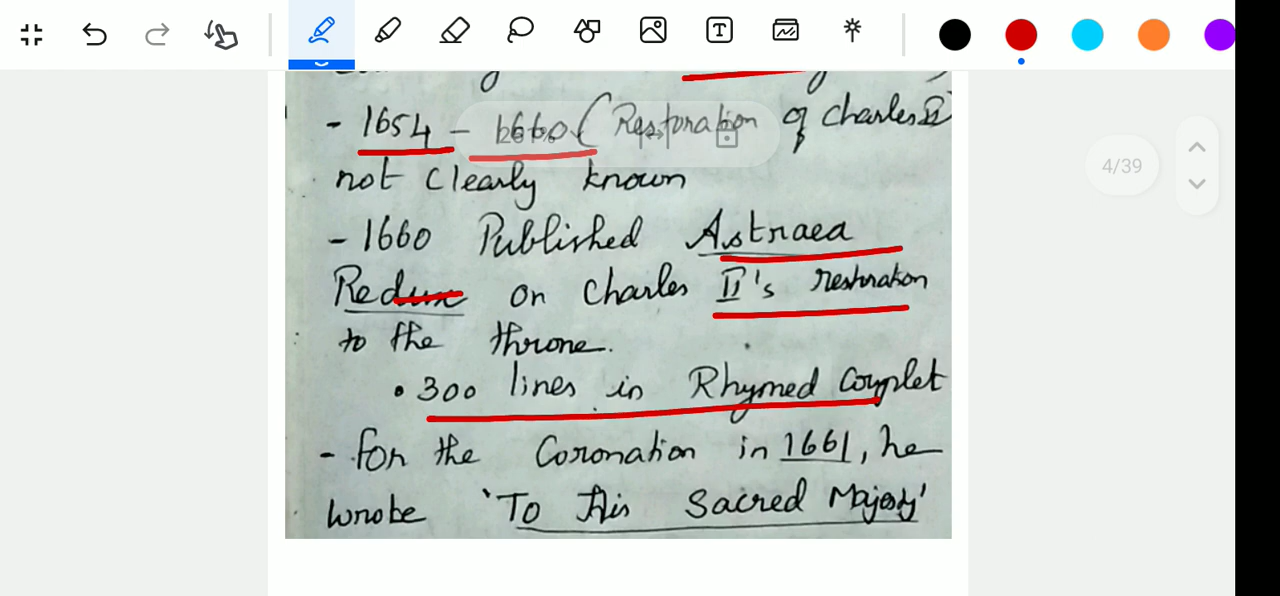 - 1654 - 1660 (Restoration of Charles II)
not clearly known
4/39
- 1660 Published Astraea
Redux on Charles II's restoration
to the throne.
• 300 lines in Rhymed Couplet
- For the Coronation in 1661, he
wrote 'To His Sacred Majesty'